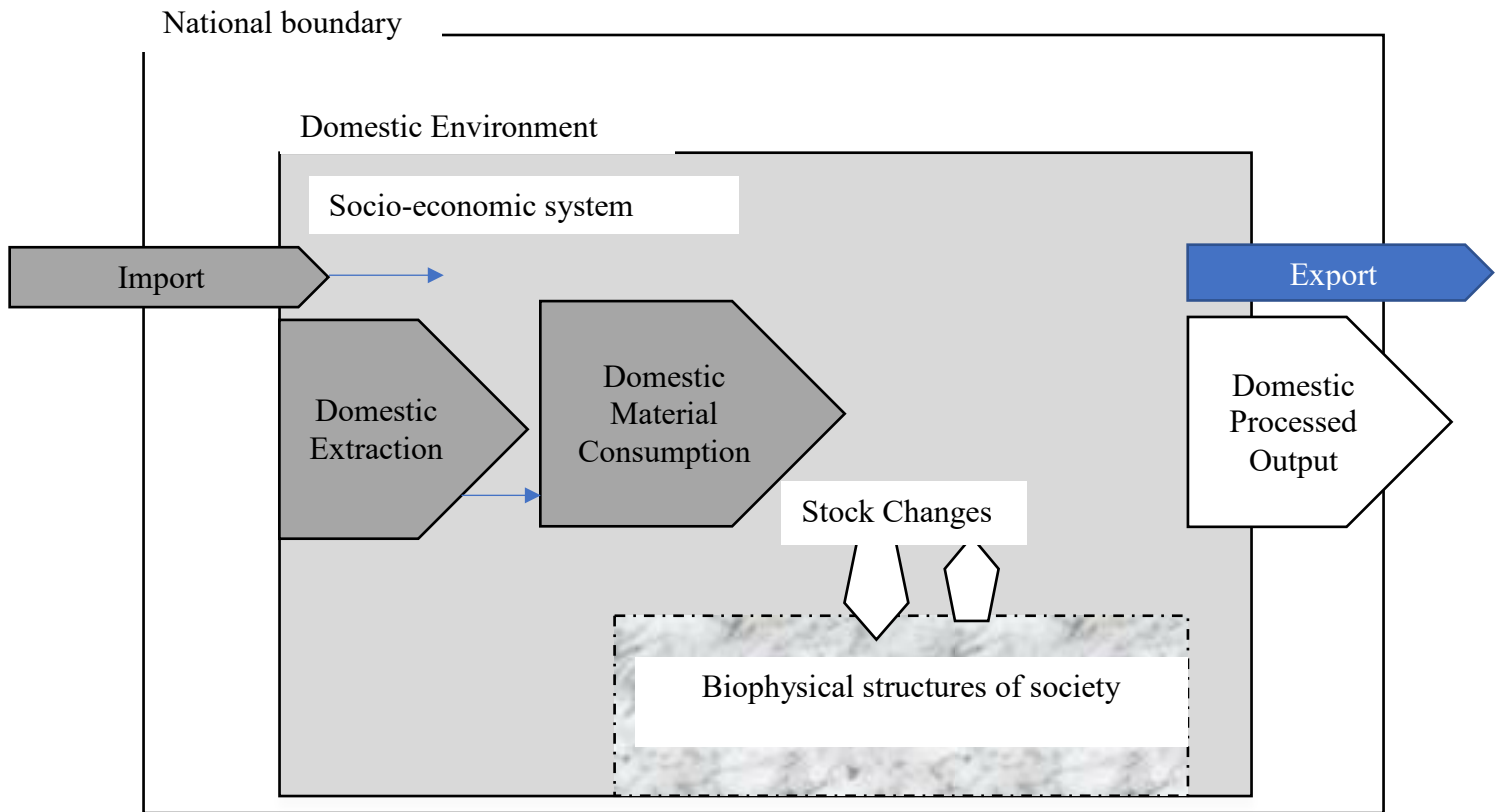 National boundary
Domestic Environment
Socio-economic system
Import
Export
Domestic
Extraction
Domestic
Material
Consumption
Domestic
Processed
Output
Stock Changes
Biophysical structures of society